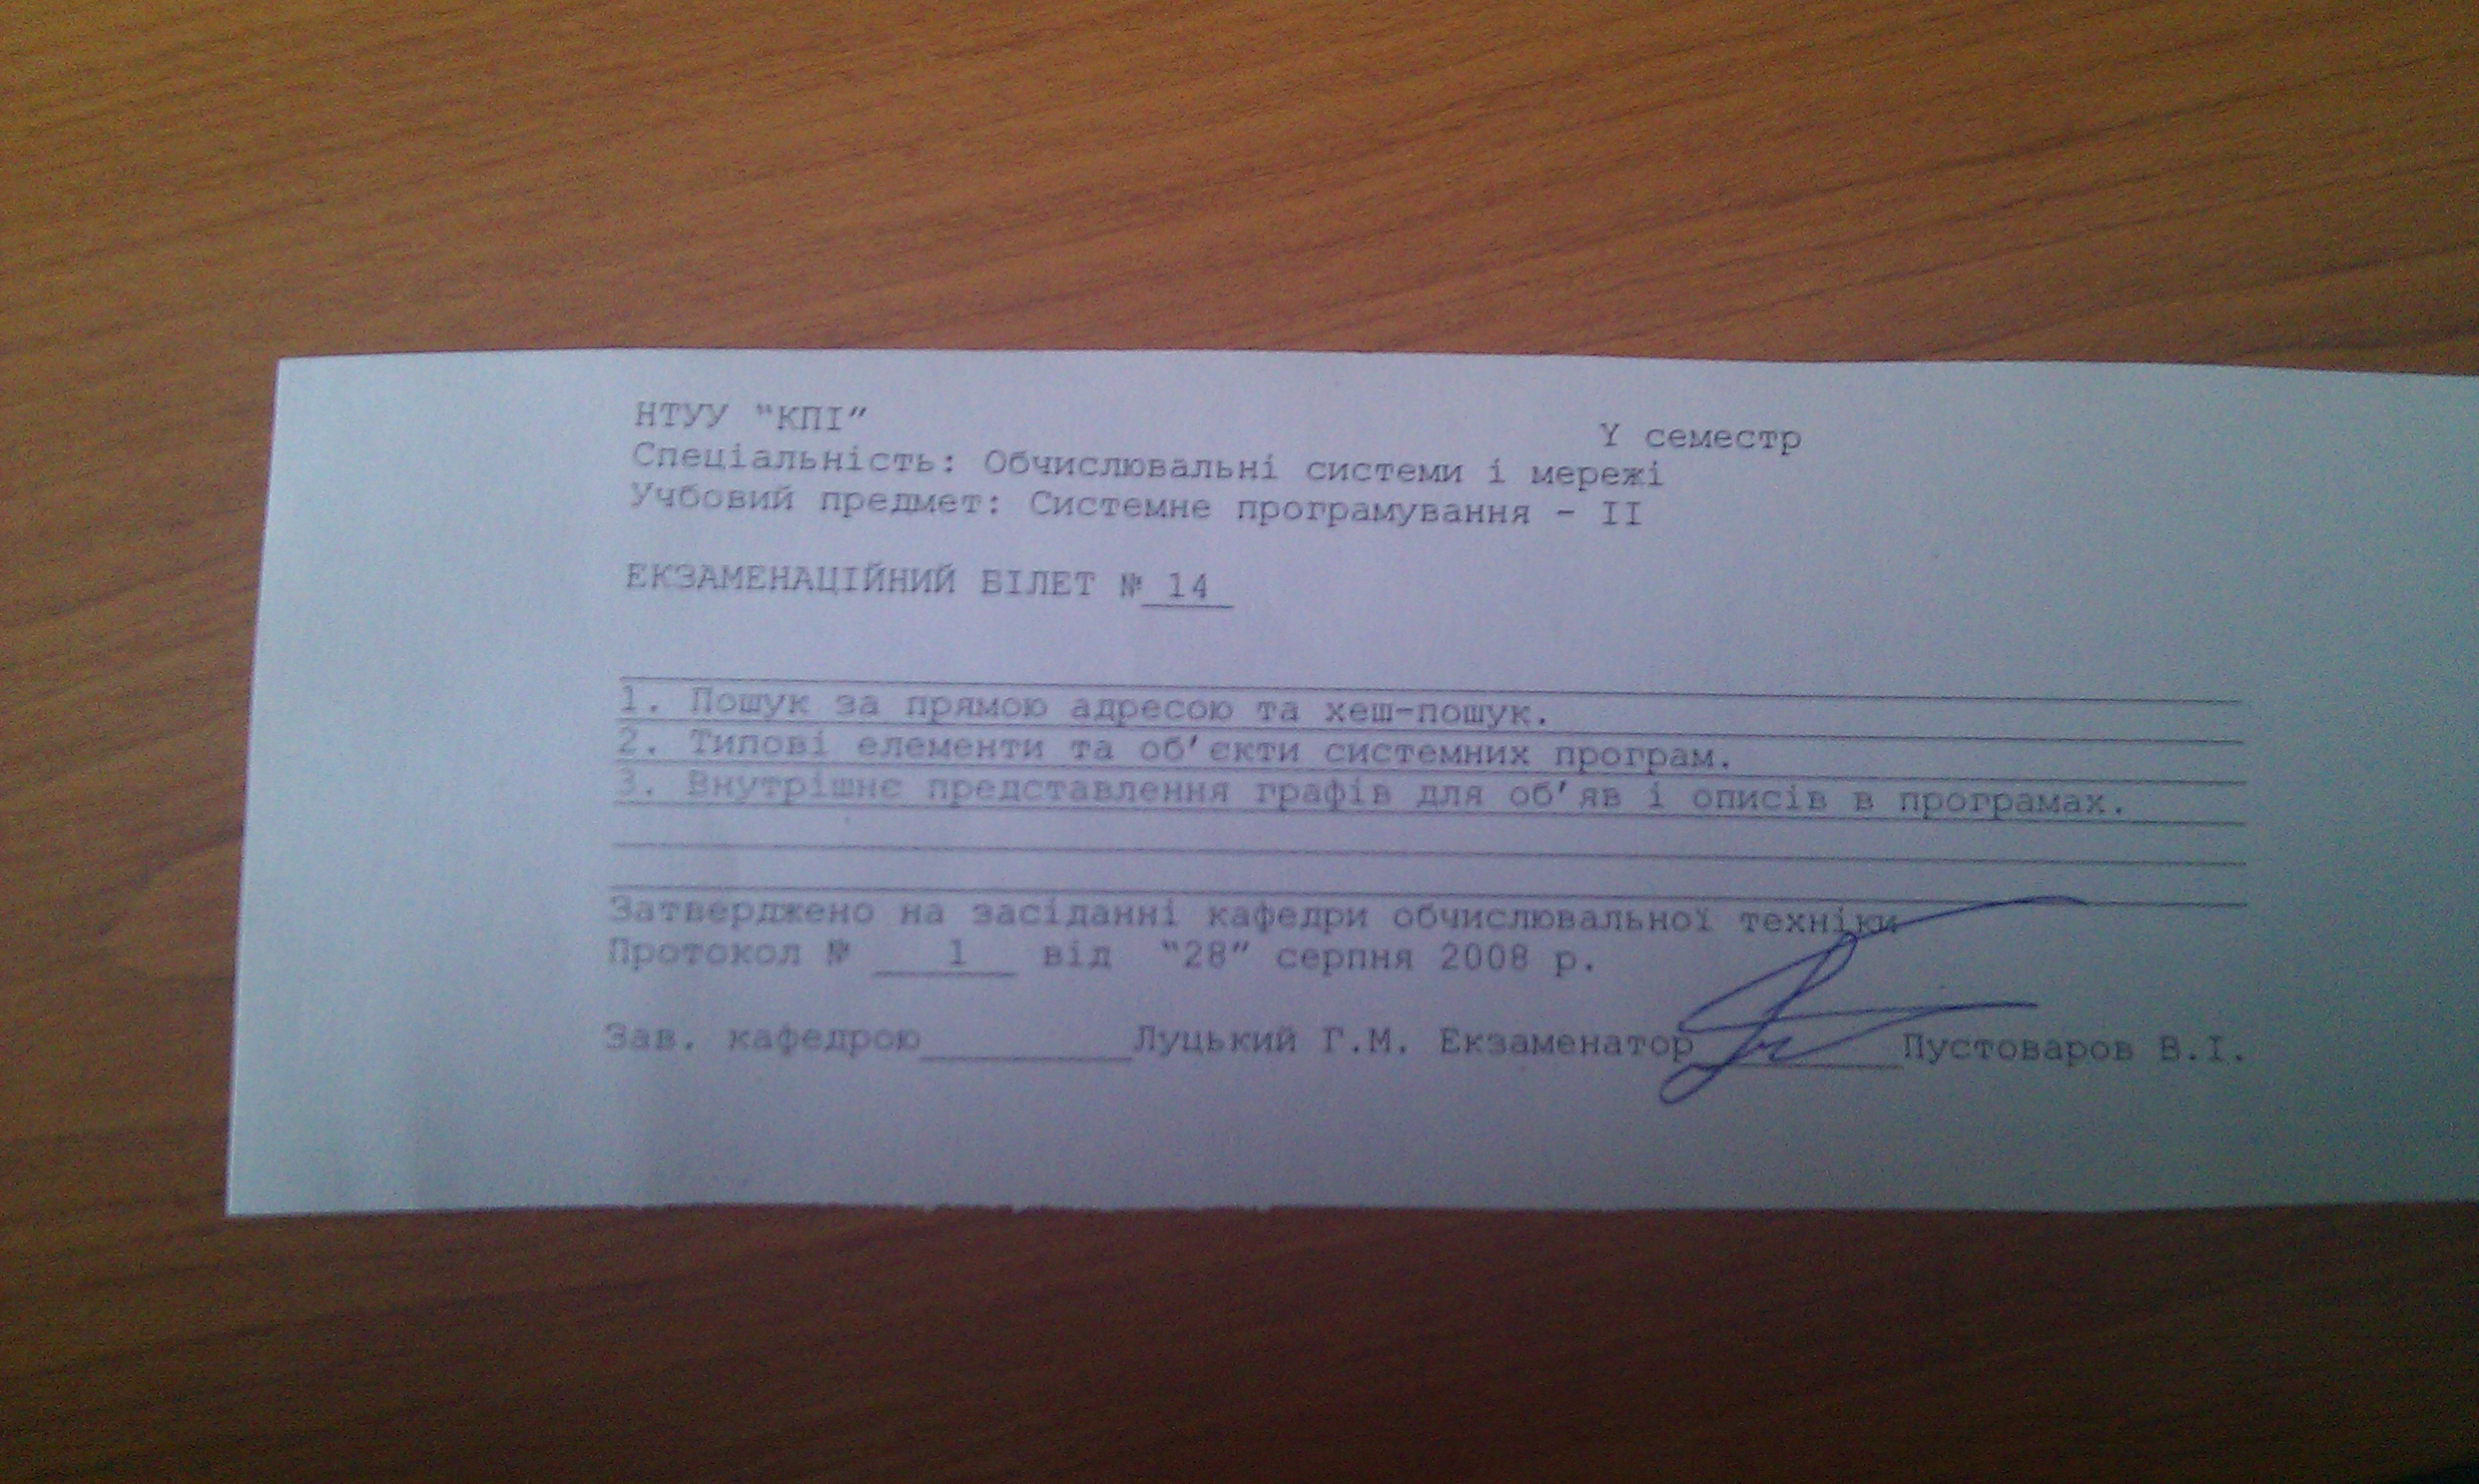 НТУУ "КПІ"
Y семестр
Спеціальність: Обчислювальні системи і мережі
Учбовий предмет: Системне програмування - II
ЕКЗАМЕНАЦІЙНИЙ БІЛЕТ № 14
1. Пошук за прямою адресою та хеш-пошук.
2. Типові елементи та об'єкти системних програм.
3. Внутрішнє представлення графів для об'яв і описів в програмах.
Затверджено на засіданні кафедри обчислювальної техніки
Протокол № 1 від "28" серпня 2008 р.
Зав. кафедрою Луцький Г.М. Екзаменатор Пустоваров В.І.